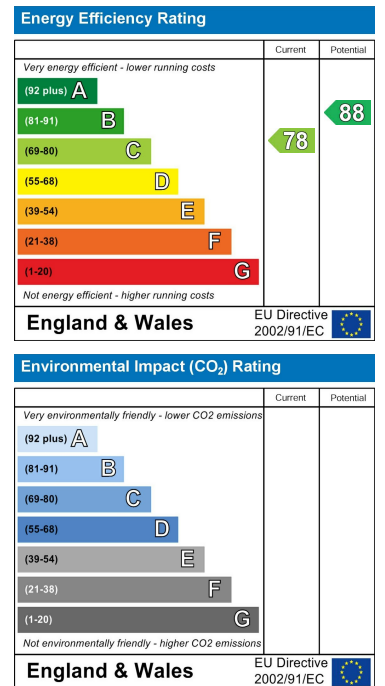 Energy Efficiency Rating
Current Potential
Very energy efficient - lower running costs
(92 plus) A
(81-91) B
(69-80) C
(55-68) D
(39-54) E
(21-38) F
(1-20) G
78
88
Not energy efficient - higher running costs
England & Wales
EU Directive
2002/91/EC
Environmental Impact (CO₂) Rating
Current Potential
Very environmentally friendly - lower CO2 emissions
(92 plus) A
(81-91) B
(69-80) C
(55-68) D
(39-54) E
(21-38) F
(1-20) G
Not environmentally friendly - higher CO2 emissions
England & Wales
EU Directive
2002/91/EC